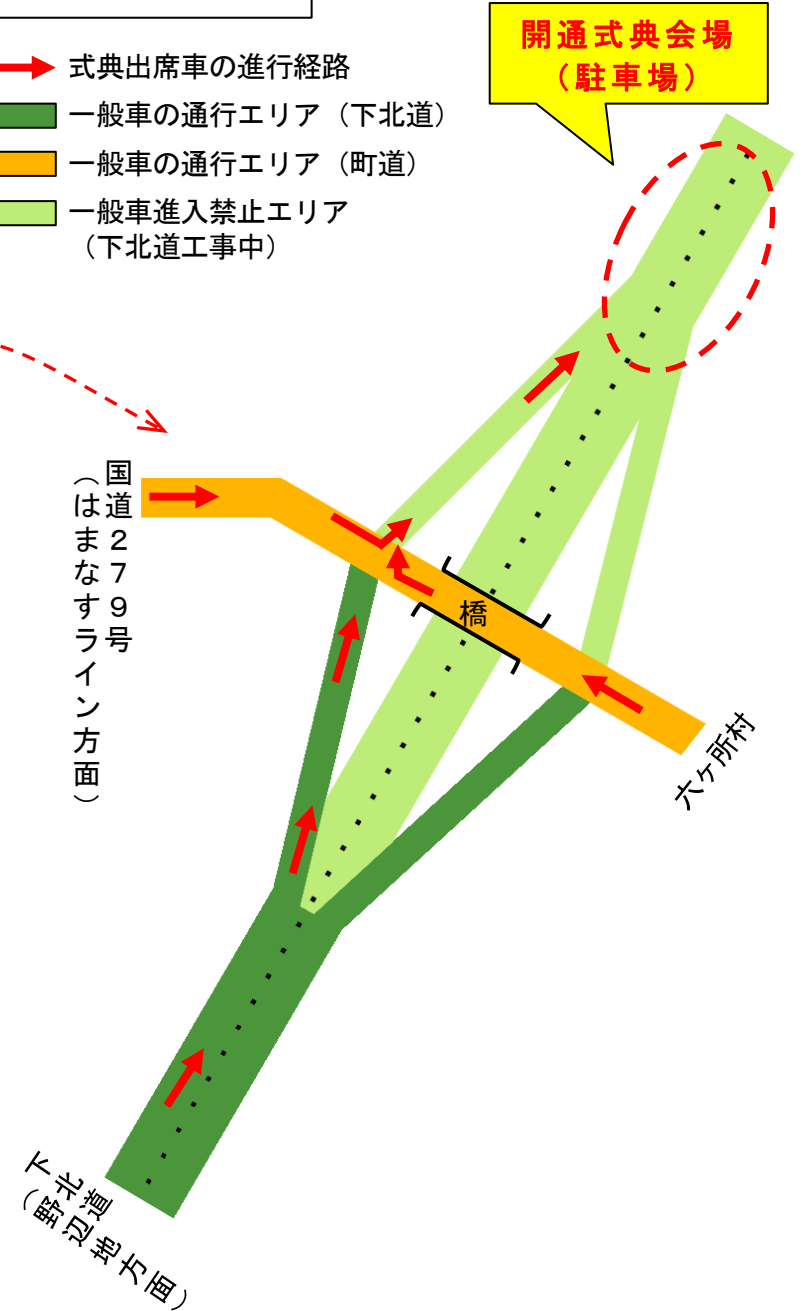 開通式典会場
（駐車場）
式典出席車の進行経路
一般車の通行エリア（下北道）
一般車の通行エリア（町道）
一般車進入禁止エリア
（下北道工事中）
国道２７９号
（はまなすライン方面）
橋
六ヶ所村
下北道
（野辺地方面）